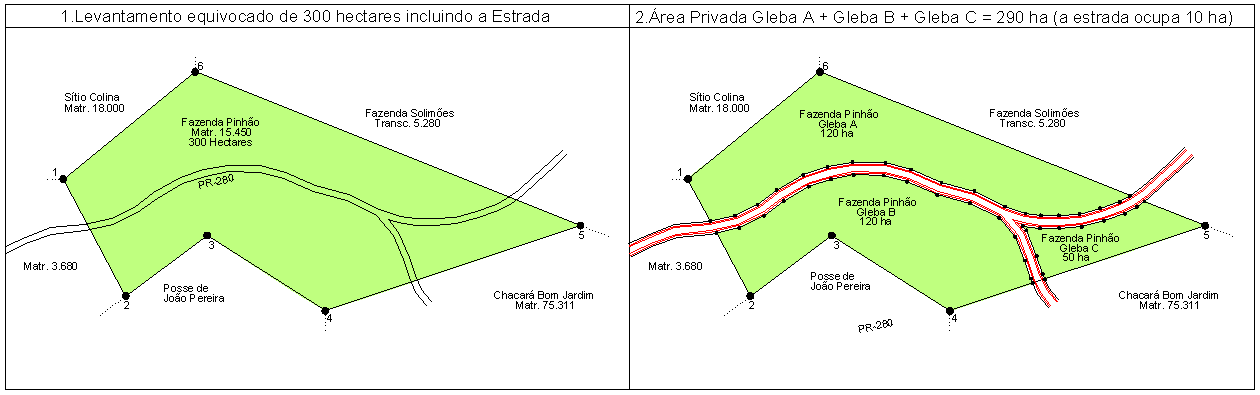 1.Levantamento equivocado de 300 hectares incluindo a Estrada
6
Sítio Colina
Matr. 18.000
Fazenda Solimões
Transc. 5.280
Fazenda Pinhão
Matr. 15.450
300 Hectares
1
PR-280
3
5
Matr. 3.680
Posse de
João Pereira
2
4
Chacará Bom Jardim
Matr. 75.311
2.Área Privada Gleba A + Gleba B + Gleba C = 290 ha (a estrada ocupa 10 ha)
6
Sítio Colina
Matr. 18.000
Fazenda Solimões
Transc. 5.280
Fazenda Pinhão
Gleba A
120 ha
1
Fazenda Pinhão
Gleba B
120 ha
3
5
Fazenda Pinhão
Gleba C
50 ha
Matr. 3.680
Posse de
João Pereira
2
4
Chacará Bom Jardim
Matr. 75.311
PR-280